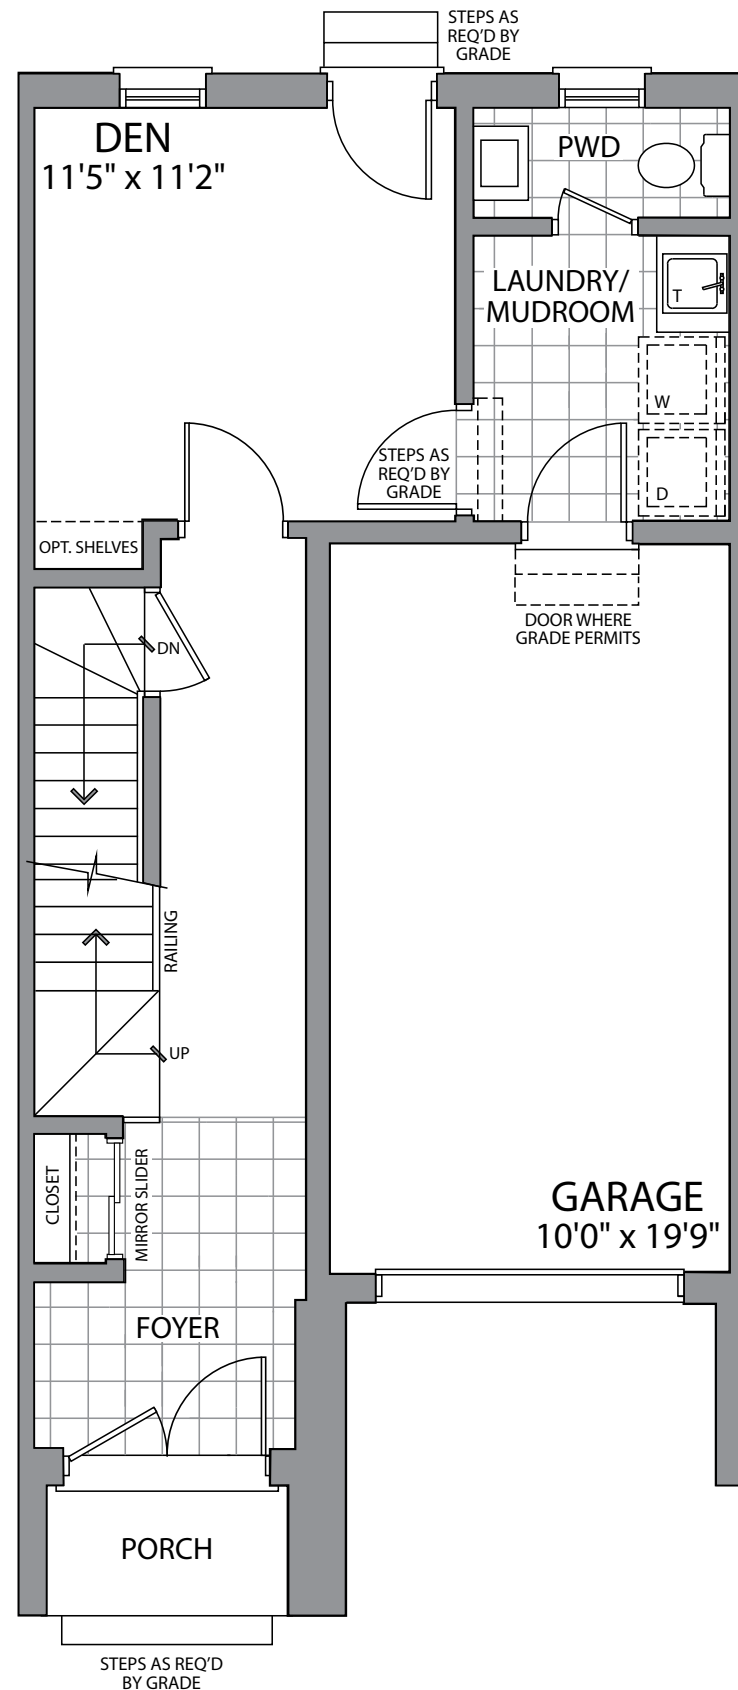 STEPS AS
REQ'D BY
GRADE
DEN
11'5" x 11'2"
PWD
LAUNDRY/
MUDROOM
T
W
D
STEPS AS
REQ'D BY
GRADE
OPT. SHELVES
DOOR WHERE
GRADE PERMITS
DN
RAILING
UP
CLOSET
MIRROR SLIDER
GARAGE
10'0" x 19'9"
FOYER
PORCH
STEPS AS REQ'D
BY GRADE